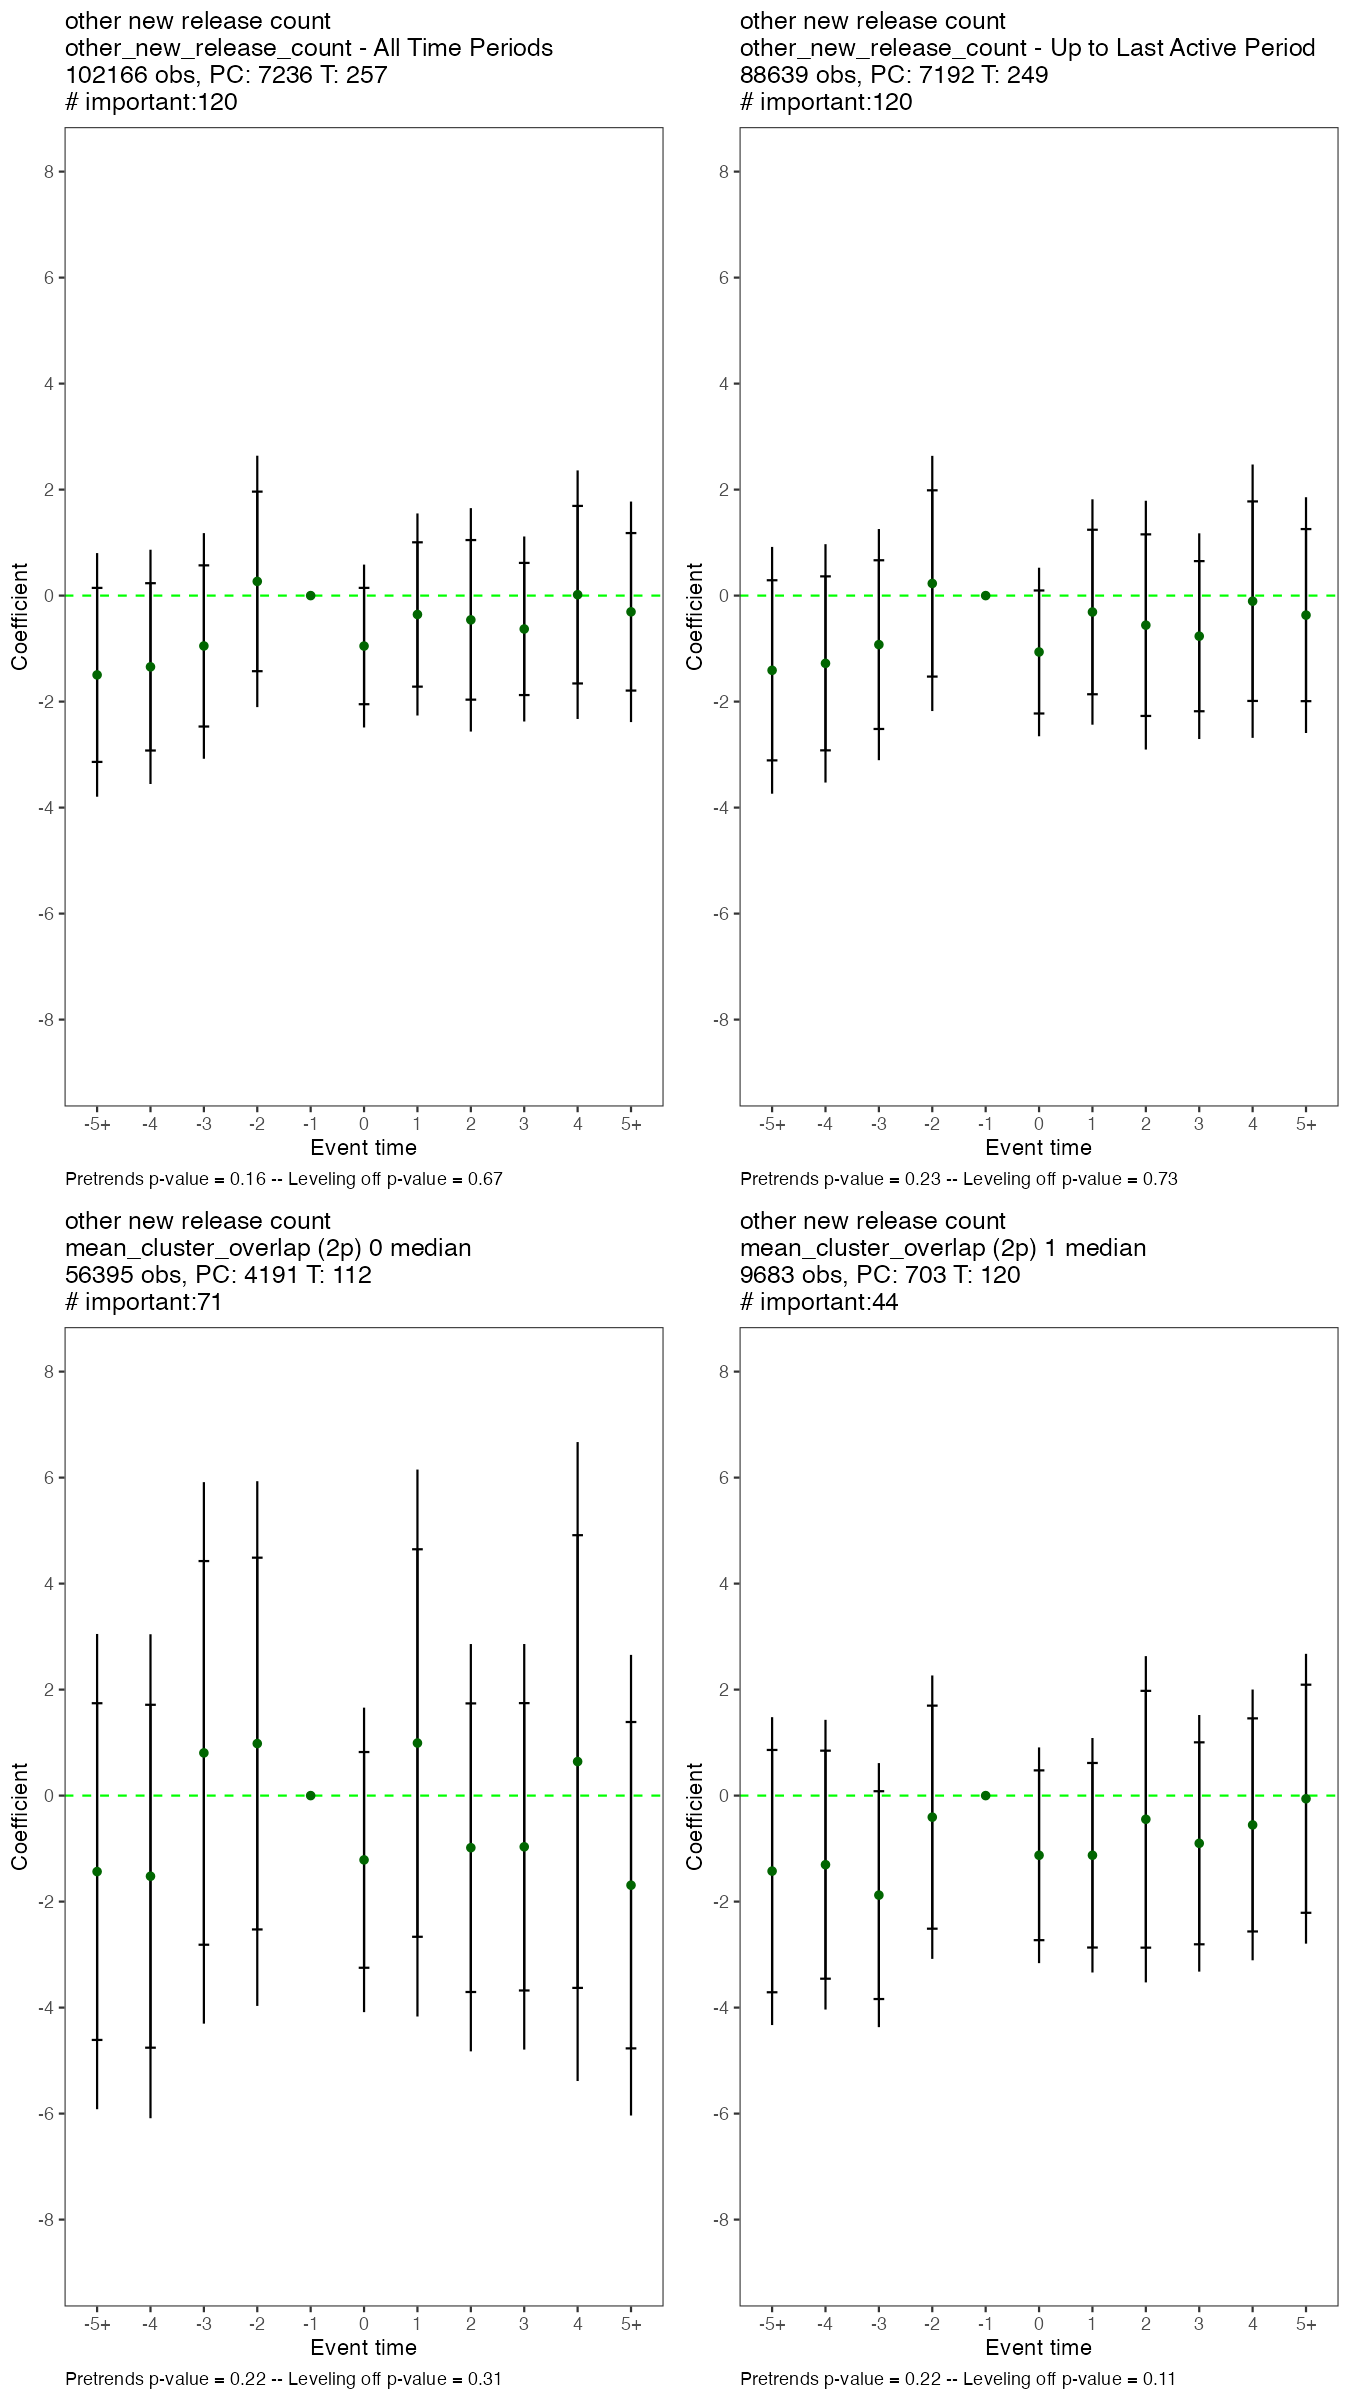 other new release count
other_new_release_count - All Time Periods
102166 obs, PC: 7236 T: 257
# important:120
8
6
4
2
0
-2
-4
-6
-8
Coefficient
-5+ -4 -3 -2 -1 0 1 2 3 4 5+
Event time
Pretrends p-value = 0.16 -- Leveling off p-value = 0.67
other new release count
other_new_release_count - Up to Last Active Period
88639 obs, PC: 7192 T: 249
# important:120
8
6
4
2
0
-2
-4
-6
-8
Coefficient
-5+ -4 -3 -2 -1 0 1 2 3 4 5+
Event time
Pretrends p-value = 0.23 -- Leveling off p-value = 0.73
other new release count
mean_cluster_overlap (2p) 0 median
56395 obs, PC: 4191 T: 112
# important:71
8
6
4
2
0
-2
-4
-6
-8
Coefficient
-5+ -4 -3 -2 -1 0 1 2 3 4 5+
Event time
Pretrends p-value = 0.22 -- Leveling off p-value = 0.31
other new release count
mean_cluster_overlap (2p) 1 median
9683 obs, PC: 703 T: 120
# important:44
8
6
4
2
0
-2
-4
-6
-8
Coefficient
-5+ -4 -3 -2 -1 0 1 2 3 4 5+
Event time
Pretrends p-value = 0.22 -- Leveling off p-value = 0.11